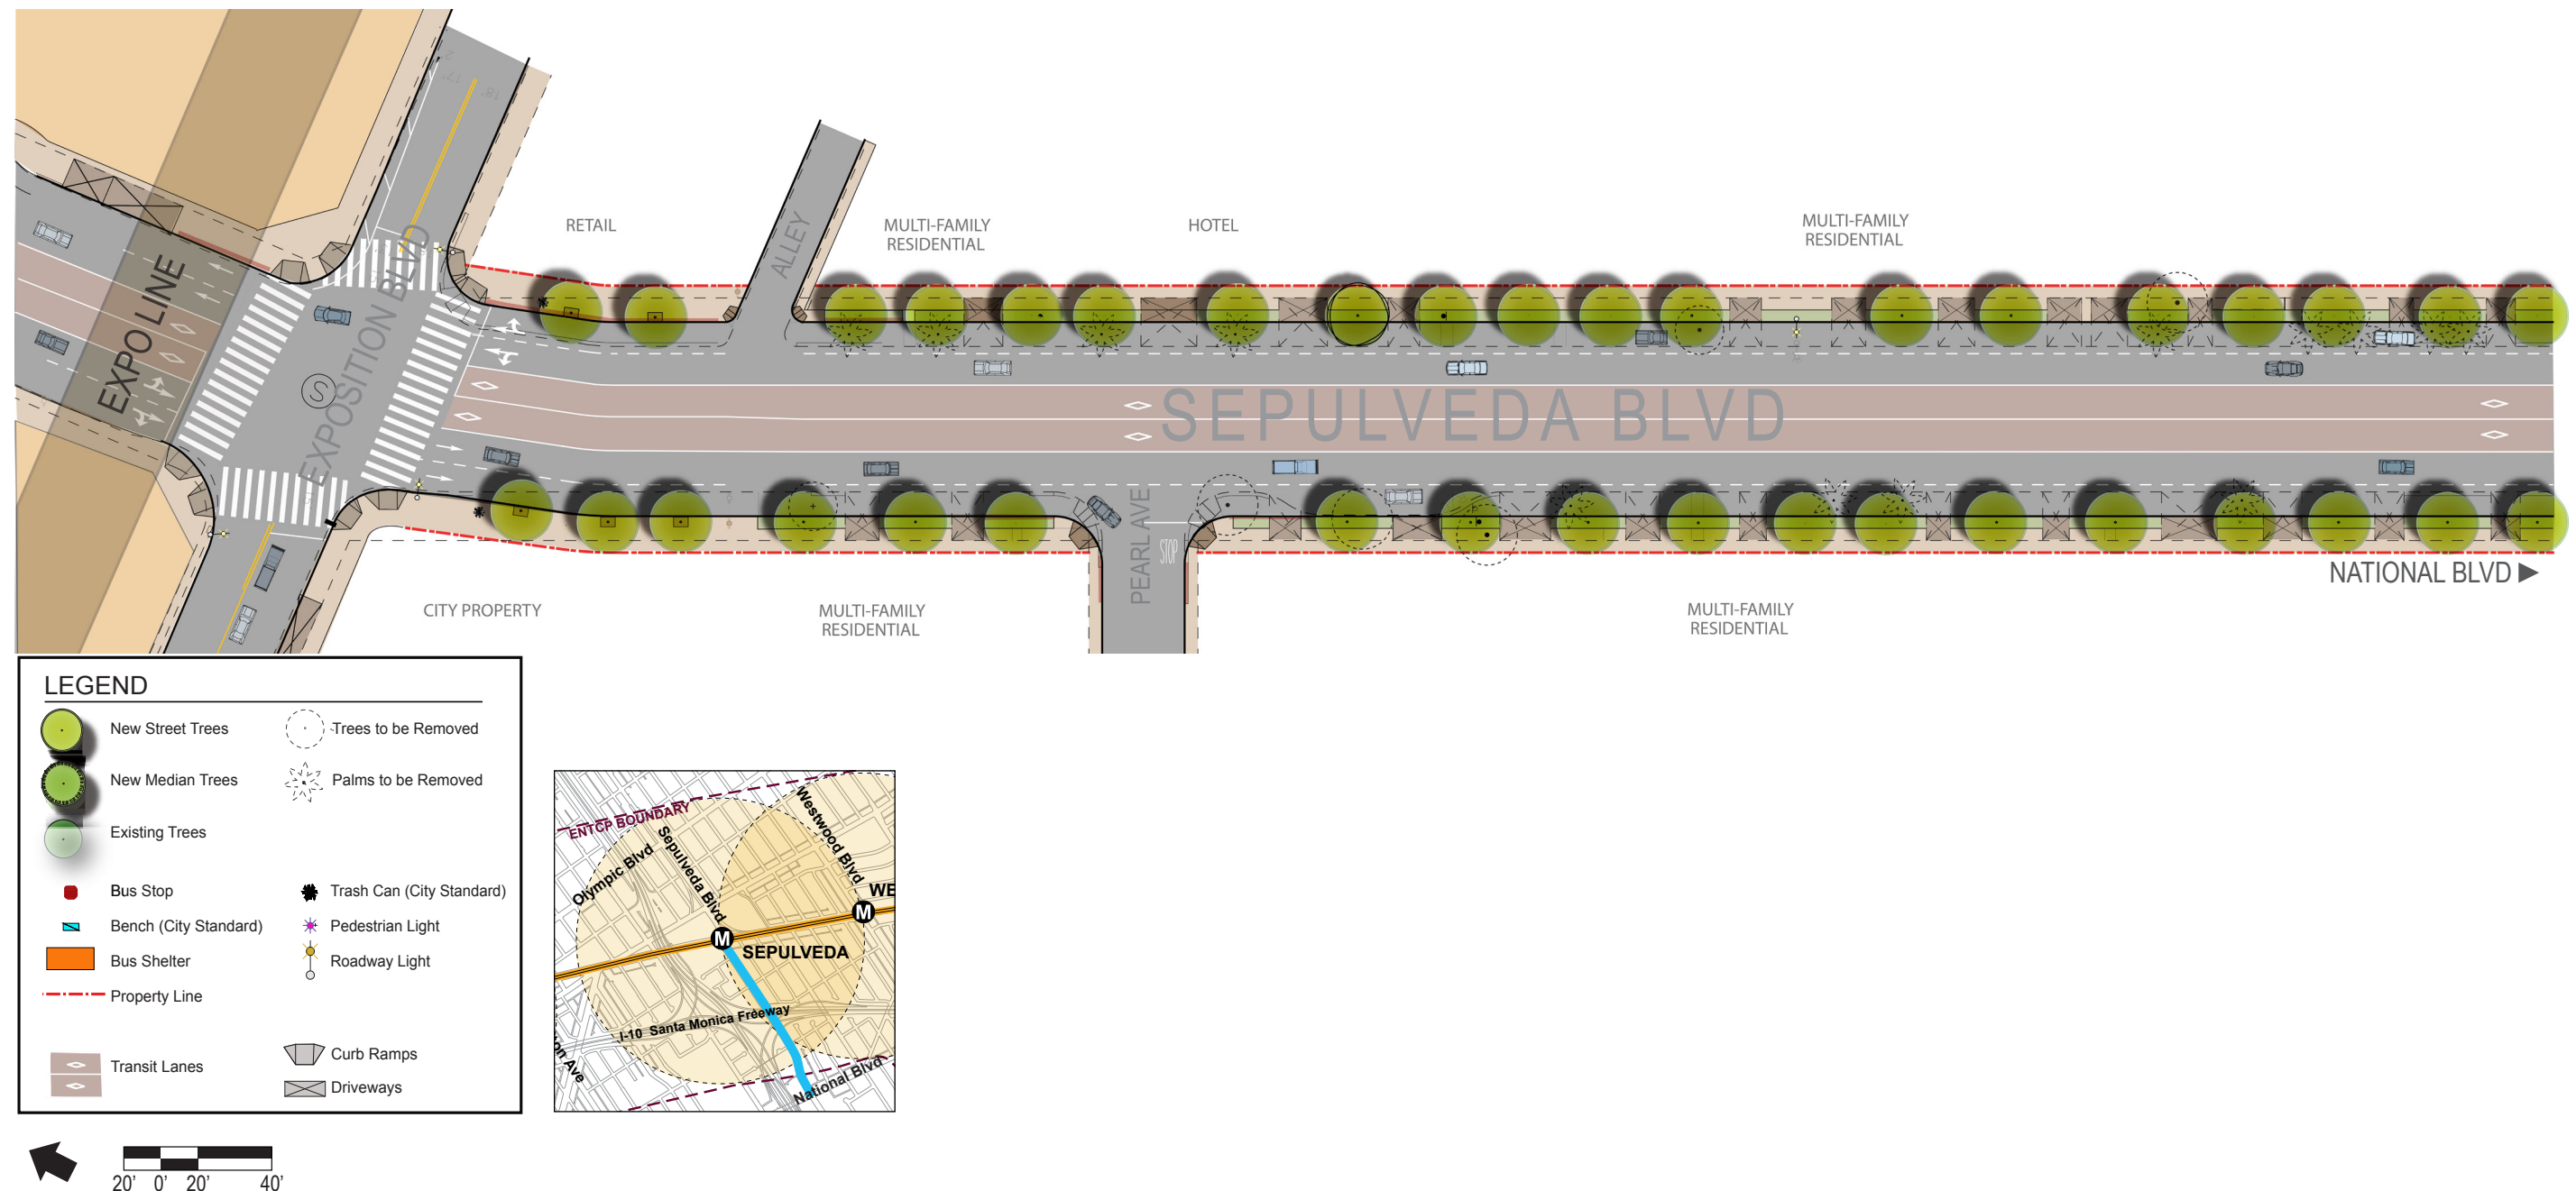 RETAIL
ALLEY
MULTI-FAMILY
RESIDENTIAL
HOTEL
MULTI-FAMILY
RESIDENTIAL
EXPO LINE
EXPOSITION BLVD
S
SEPULVEDA BLVD
PEARL AVE
STOP
NATIONAL BLVD
CITY PROPERTY
MULTI-FAMILY
RESIDENTIAL
MULTI-FAMILY
RESIDENTIAL
LEGEND
New Street Trees
Trees to be Removed
New Median Trees
Palms to be Removed
Existing Trees
Bus Stop
Trash Can (City Standard)
Bench (City Standard)
Pedestrian Light
Bus Shelter
Roadway Light
Property Line
Transit Lanes
Curb Ramps
Driveways
ENTCP BOUNDARY
Olympic Blvd
Sepulveda Blvd
Westwood Blvd
WE
M
M
SEPULVEDA
I-10 Santa Monica Freeway
on Ave
National Blvd
20' 0' 20' 40'